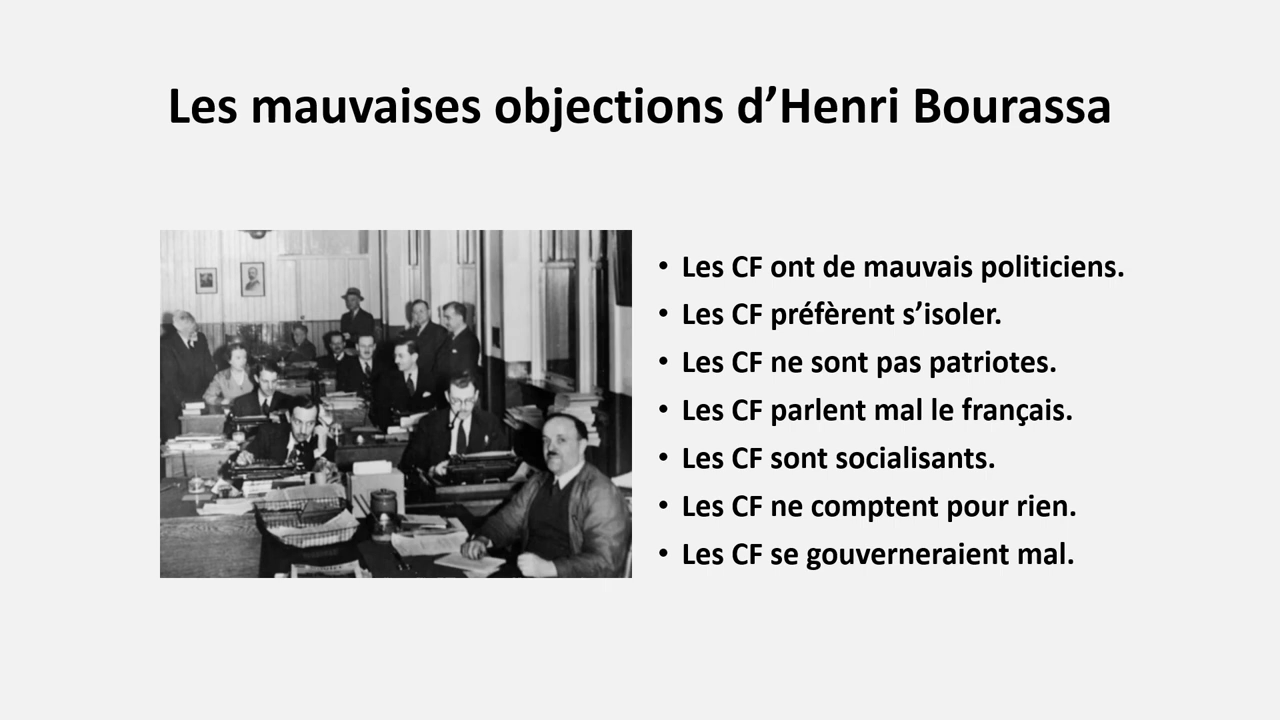 Les mauvaises objections d’Henri Bourassa
• Les CF ont de mauvais politiciens.
• Les CF préfèrent s’isoler.
• Les CF ne sont pas patriotes.
• Les CF parlent mal le français.
• Les CF sont socialisants.
• Les CF ne comptent pour rien.
• Les CF se gouverneraient mal.